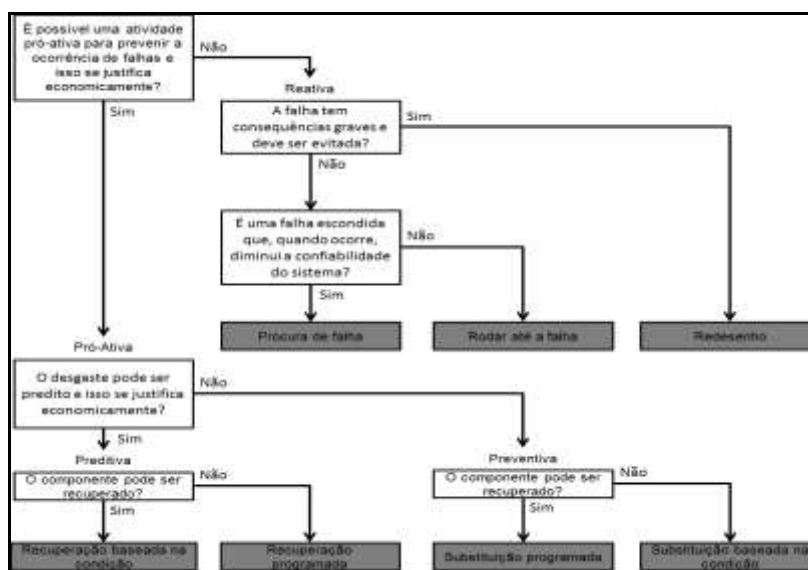 É possível uma atividade
pró-ativa para prevenir a
ocorrência de falhas e
isso se justifica
economicamente?
Não
Sim
Reativa
A falha tem
consequências graves e
deve ser evitada?
Sim
Não
É uma falha escondida
que, quando ocorre,
diminui a confiabilidade
do sistema?
Não
Sim
Procura de falha
Rodar até a falha
Redesenho
Pró-Ativa
O desgaste pode ser
predito e isso se justifica
economicamente?
Não
Sim
Preditiva
O componente pode ser
recuperado?
Não
Sim
Preventiva
O componente pode ser
recuperado?
Não
Sim
Recuperação baseada na
condição
Recuperação
programada
Substituição programada
Substituição baseada na
condição